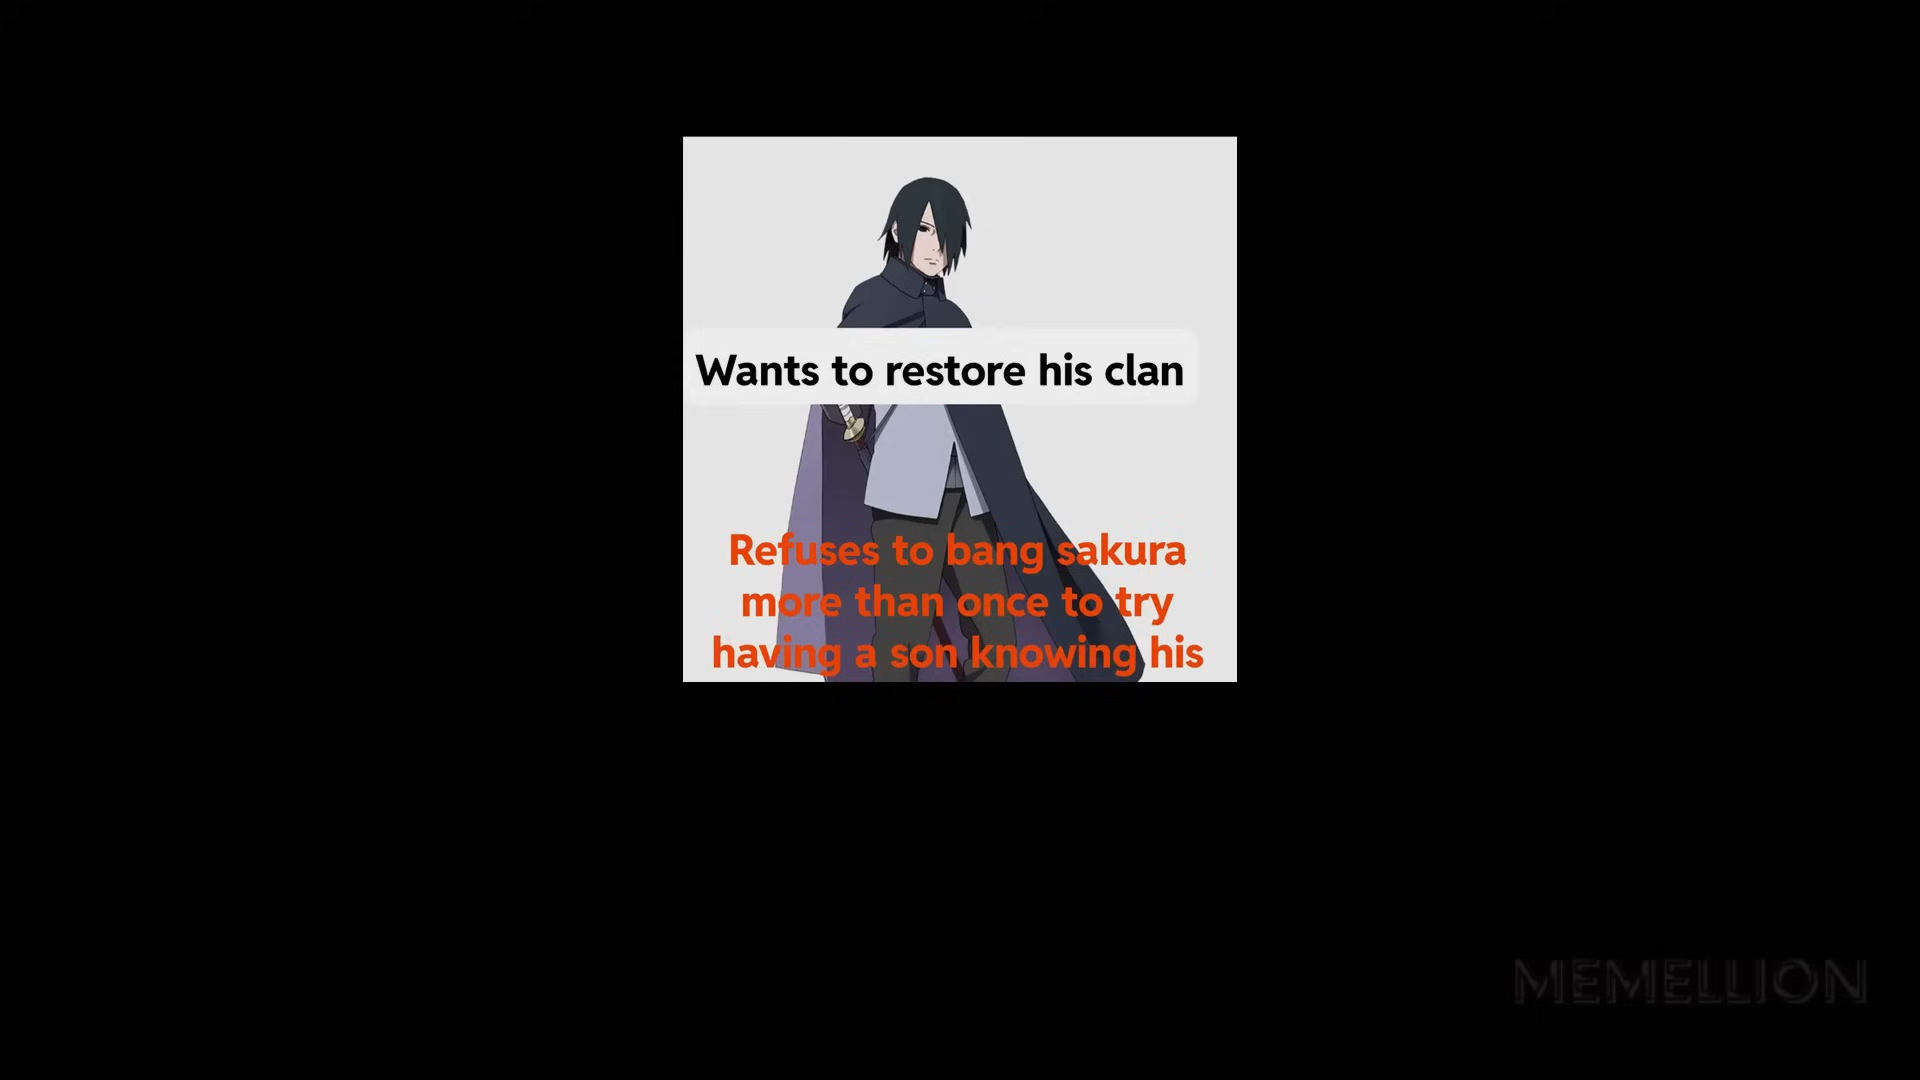 Wants to restore his clan
Refuses to bang sakura
more than once to try
having a son knowing his
MEMELLION